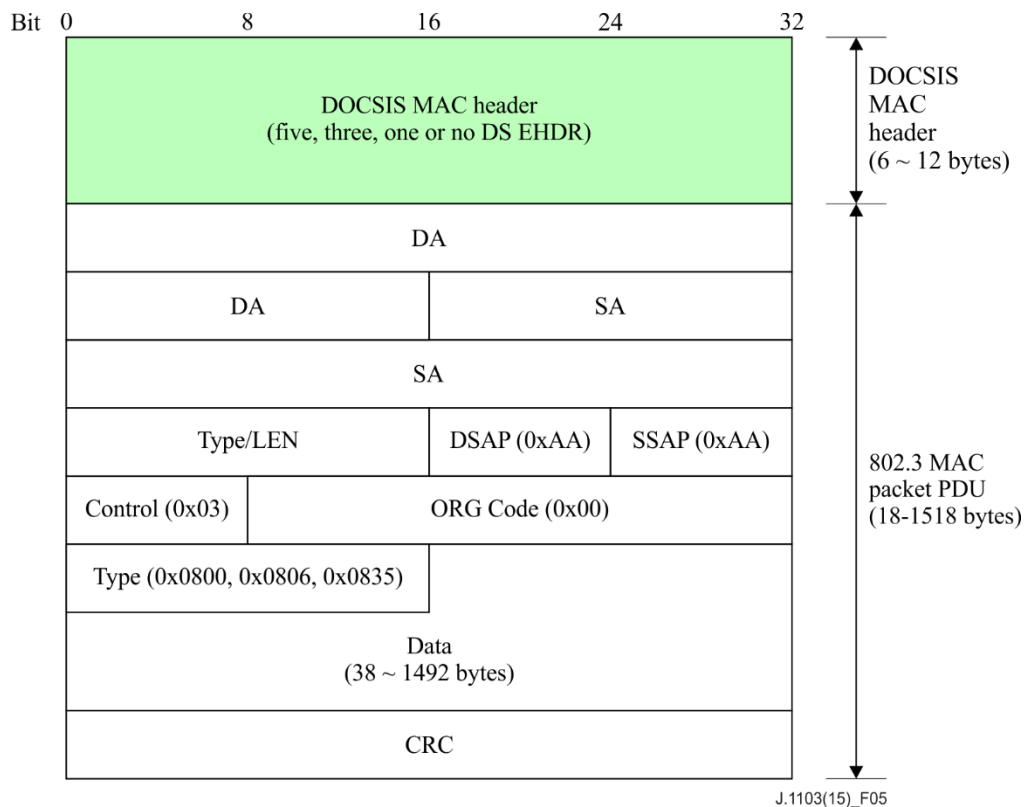 Bit 0 8 16 24 32
DOCSIS MAC header
(five, three, one or no DS EHDR)
DOCSIS
MAC
header
(6 ~ 12 bytes)
DA
DA SA
SA
Type/LEN DSAP (0xAA) SSAP (0xAA)
Control (0x03) ORG Code (0x00)
Type (0x0800, 0x0806, 0x0835)
Data
(38 ~ 1492 bytes)
CRC
802.3 MAC
packet PDU
(18-1518 bytes)
J.1103(15)_F05